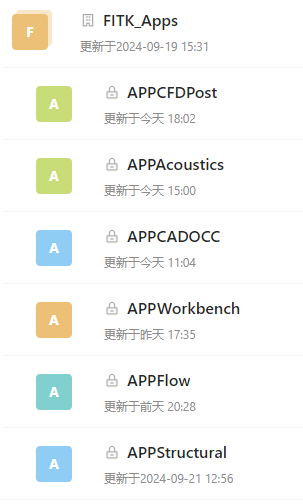 F
FITK_Apps
更新于2024-09-19 15:31
A
APPCFDPost
更新于今天 18:02
A
APPAcoustics
更新于今天 15:00
A
APPCADOCC
更新于今天 11:04
A
APPWorkbench
更新于昨天 17:35
A
APPFlow
更新于前天 20:28
A
APPStructural
更新于2024-09-21 12:56